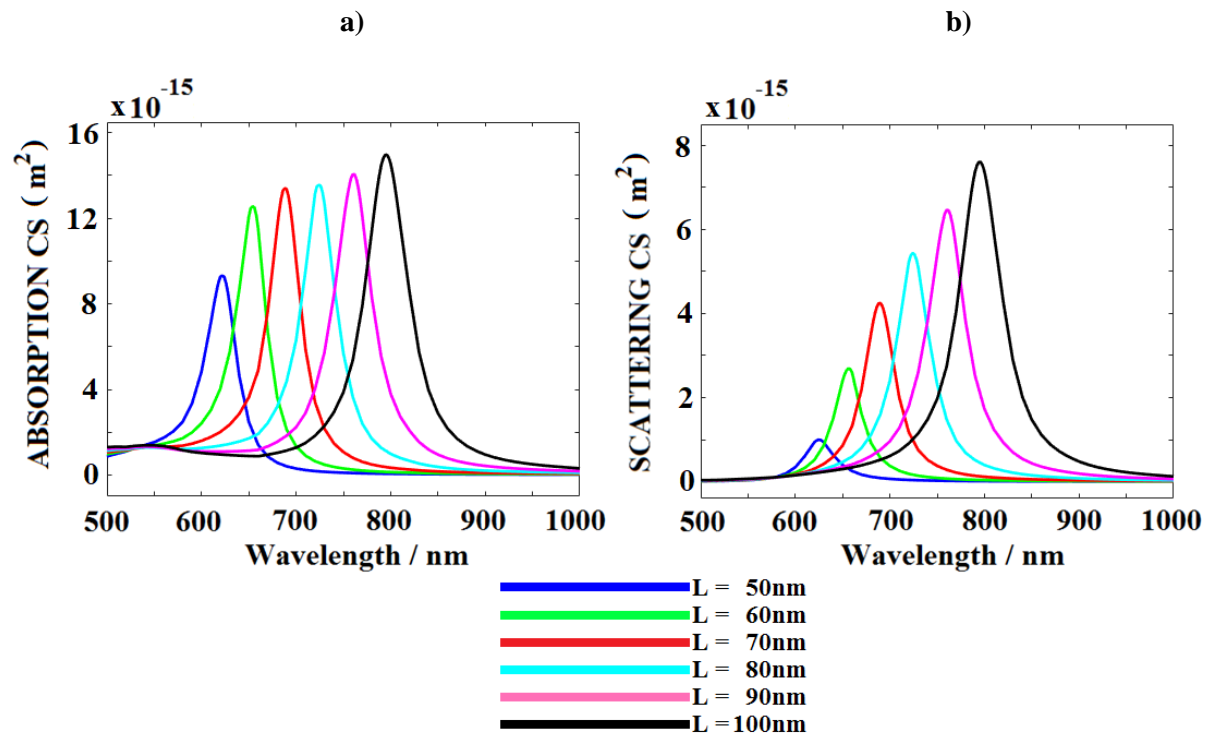 a)
b)
x 10-15
ABSORPTION CS ( m2)
16
12
8
4
0
500 600 700 800 900 1000
Wavelength / nm
x 10-15
SCATTERING CS ( m2)
8
6
4
2
0
500 600 700 800 900 1000
Wavelength / nm
L = 50nm
L = 60nm
L = 70nm
L = 80nm
L = 90nm
L = 100nm